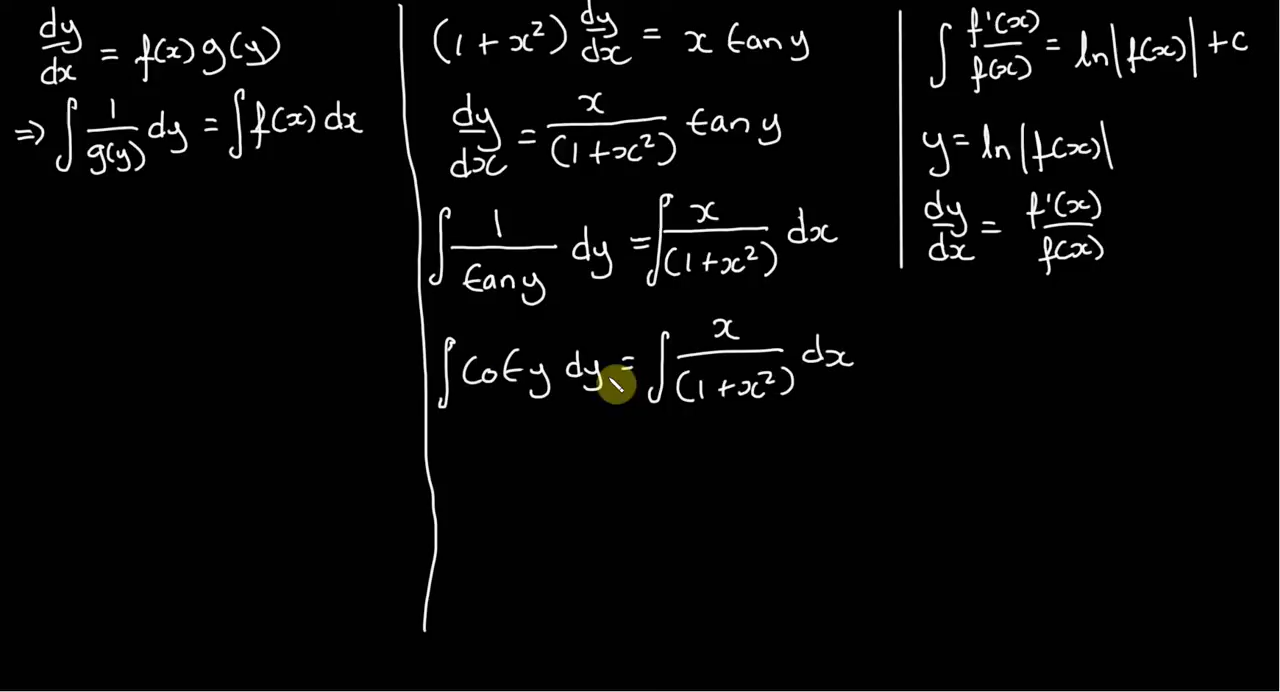 dy/dx = f(x) g(y)
⇒ ∫ 1/g(y) dy = ∫ f(x) dx
(1 + x²) dy/dx = x tan y
dy/dx = x/(1 + x²) tan y
∫ 1/tan y dy = ∫ x/(1 + x²) dx
∫ cot y dy = ∫ x/(1 + x²) dx
∫ f'(x)/f(x) = ln|f(x)| + c
y = ln|f(x)|
dy/dx = f'(x)/f(x)